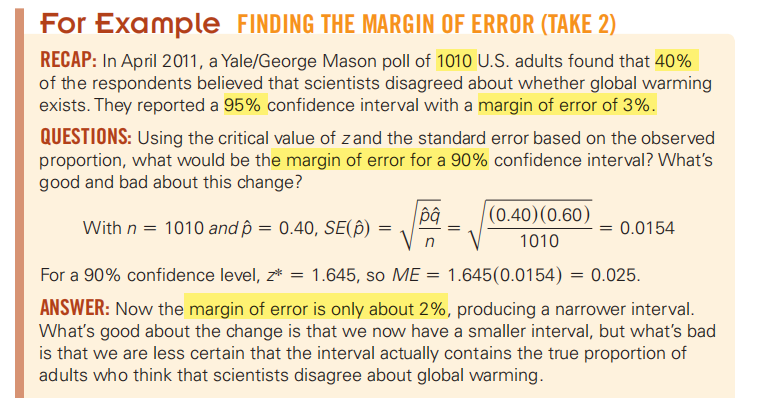 For Example FINDING THE MARGIN OF ERROR (TAKE 2)
RECAP: In April 2011, a Yale/George Mason poll of 1010 U.S. adults found that 40%
of the respondents believed that scientists disagreed about whether global warming
exists. They reported a 95% confidence interval with a margin of error of 3%.
QUESTIONS: Using the critical value of z and the standard error based on the observed
proportion, what would be the margin of error for a 90% confidence interval? What's
good and bad about this change?
With n = 1010 and p̂ = 0.40, SE(p̂) = √(p̂q̂/n) = √((0.40)(0.60)/1010) = 0.0154
For a 90% confidence level, z* = 1.645, so ME = 1.645(0.0154) = 0.025.
ANSWER: Now the margin of error is only about 2%, producing a narrower interval.
What's good about the change is that we now have a smaller interval, but what's bad
is that we are less certain that the interval actually contains the true proportion of
adults who think that scientists disagree about global warming.